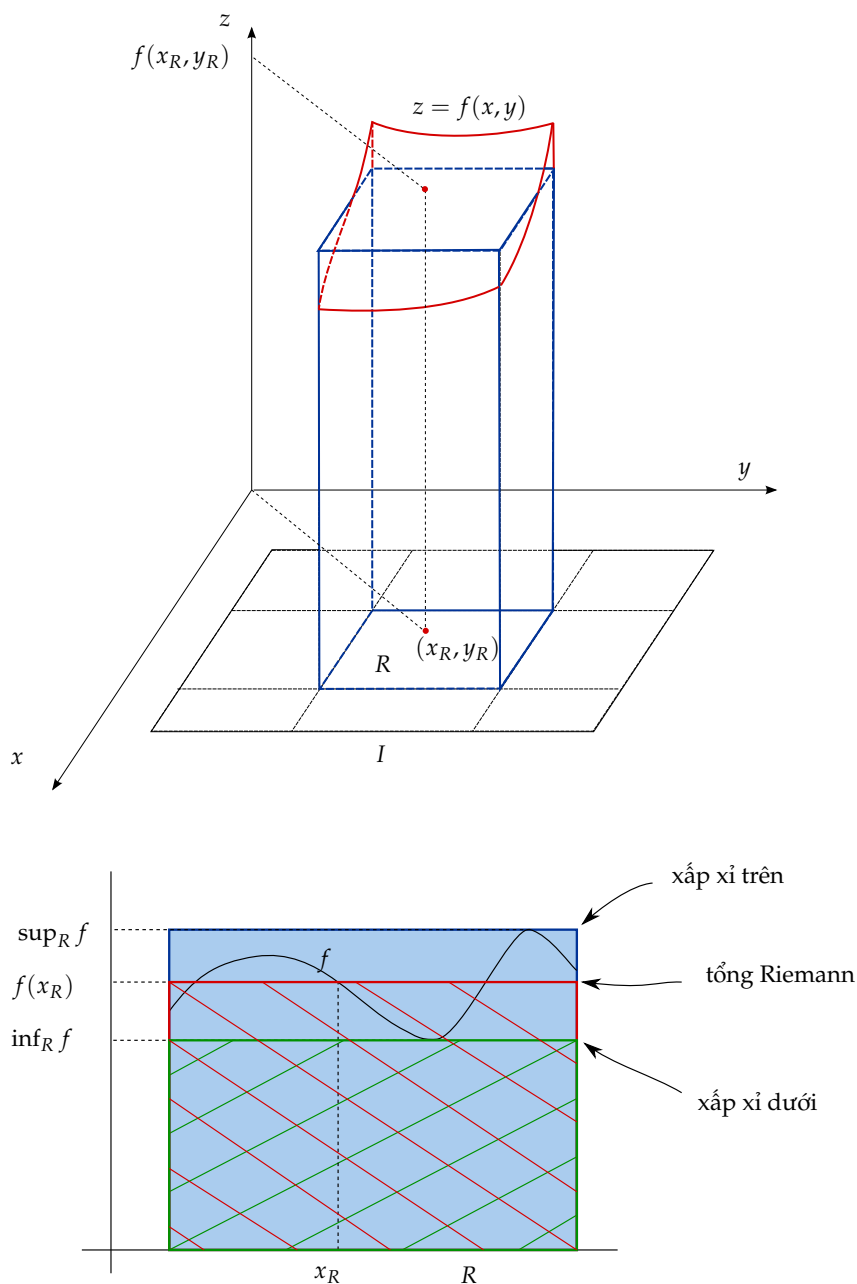 z
f(x_R, y_R)
z = f(x, y)
y
(x_R, y_R)
R
x
I
xấp xỉ trên
sup_R f
f
f(x_R)
tổng Riemann
inf_R f
xấp xỉ dưới
x_R
R